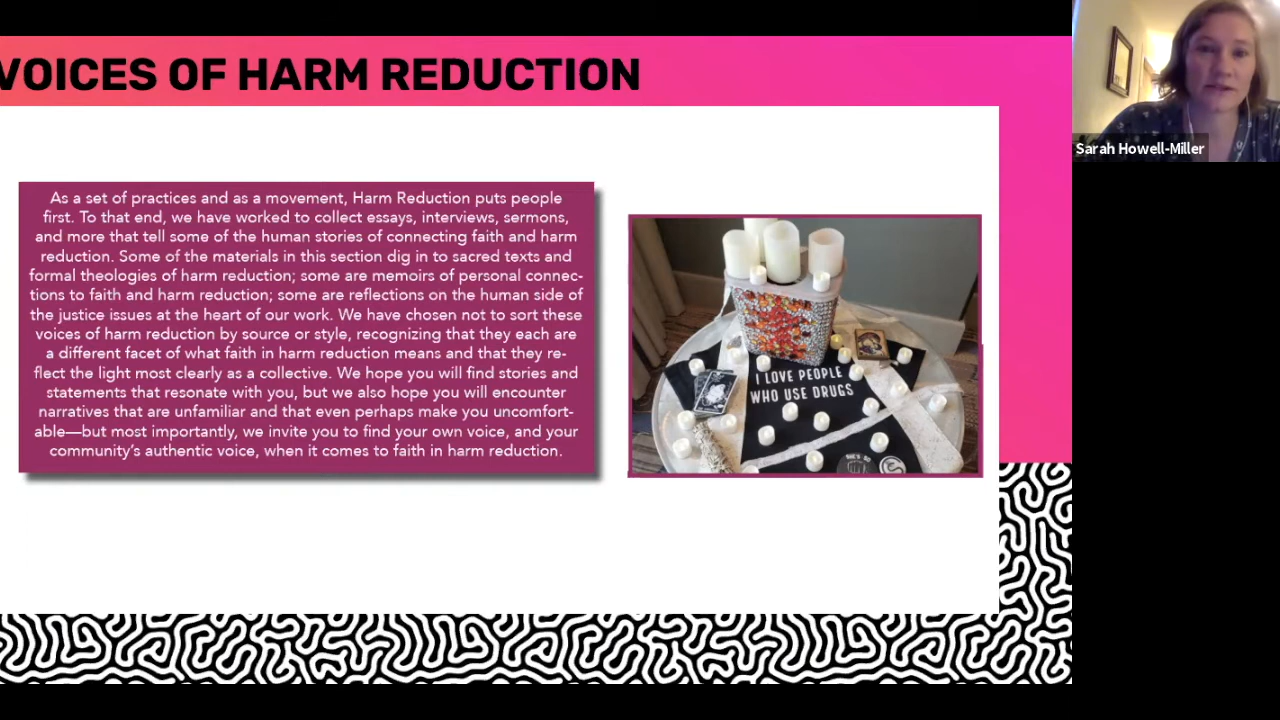 VOICES OF HARM REDUCTION
Sarah Howell-Miller
As a set of practices and as a movement, Harm Reduction puts people
first. To that end, we have worked to collect essays, interviews, sermons,
and more that tell some of the human stories of connecting faith and harm
reduction. Some of the materials in this section dig in to sacred texts and
formal theologies of harm reduction; some are memoirs of personal connec-
tions to faith and harm reduction; some are reflections on the human side of
the justice issues at the heart of our work. We have chosen not to sort these
voices of harm reduction by source or style, recognizing that they each are
a different facet of what faith in harm reduction means and that they re-
flect the light most clearly as a collective. We hope you will find stories and
statements that resonate with you, but we also hope you will encounter
narratives that are unfamiliar and that even perhaps make you uncomfort-
able—but most importantly, we invite you to find your own voice, and your
community's authentic voice, when it comes to faith in harm reduction.
I LOVE PEOPLE
WHO USE DRUGS